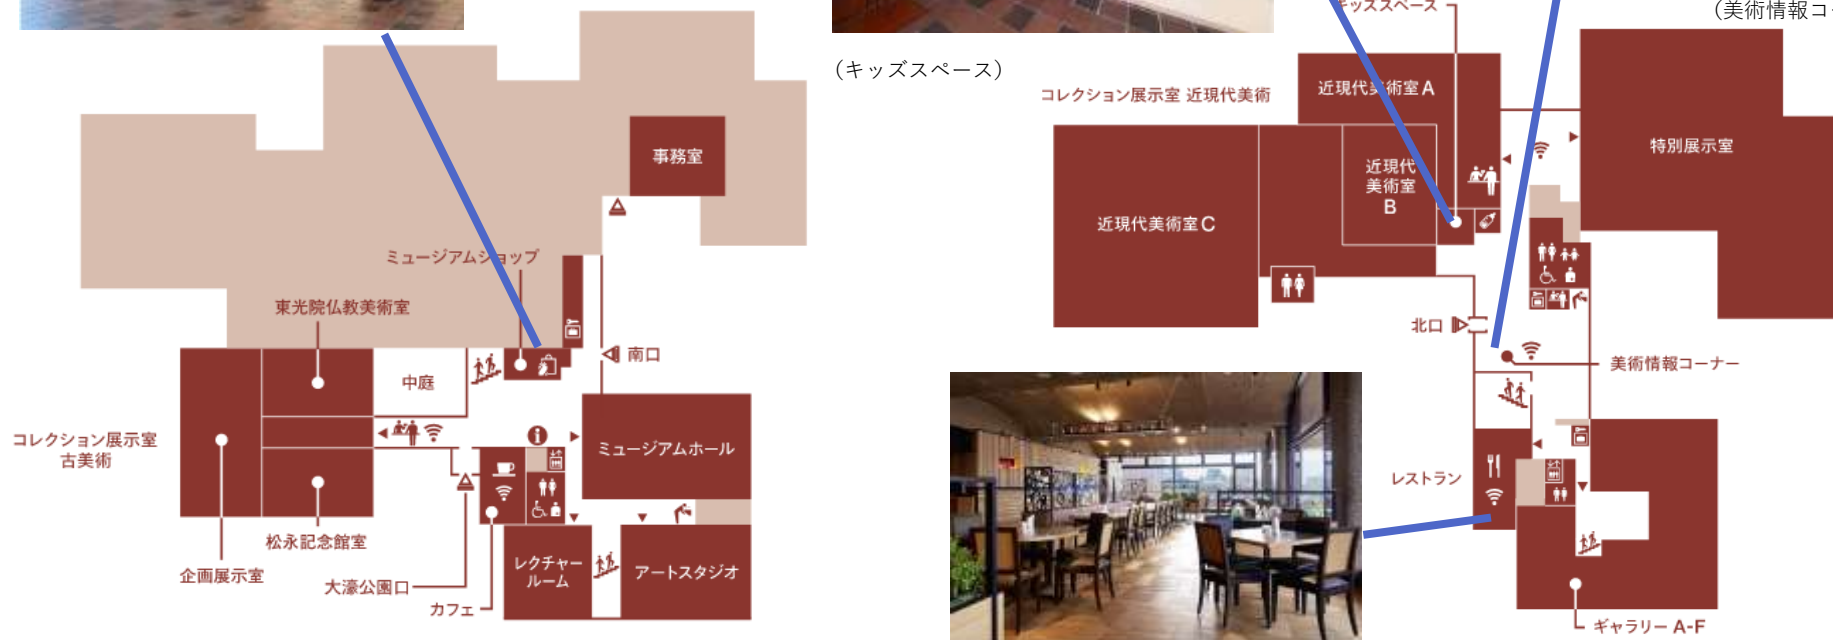 (キッズスペース)
(美術情報コ
事務室
ミュージアムショップ
東光院仏教美術室
中庭
南口
コレクション展示室
古美術
ミュージアムホール
松永記念館室
企画展示室
大濠公園口
カフェ
レクチャー
ルーム
アートスタジオ
キッズスペース
コレクション展示室 近現代美術
近現代美術室A
近現代
美術室
B
近現代美術室C
特別展示室
北口
美術情報コーナー
レストラン
ギャラリー A-F